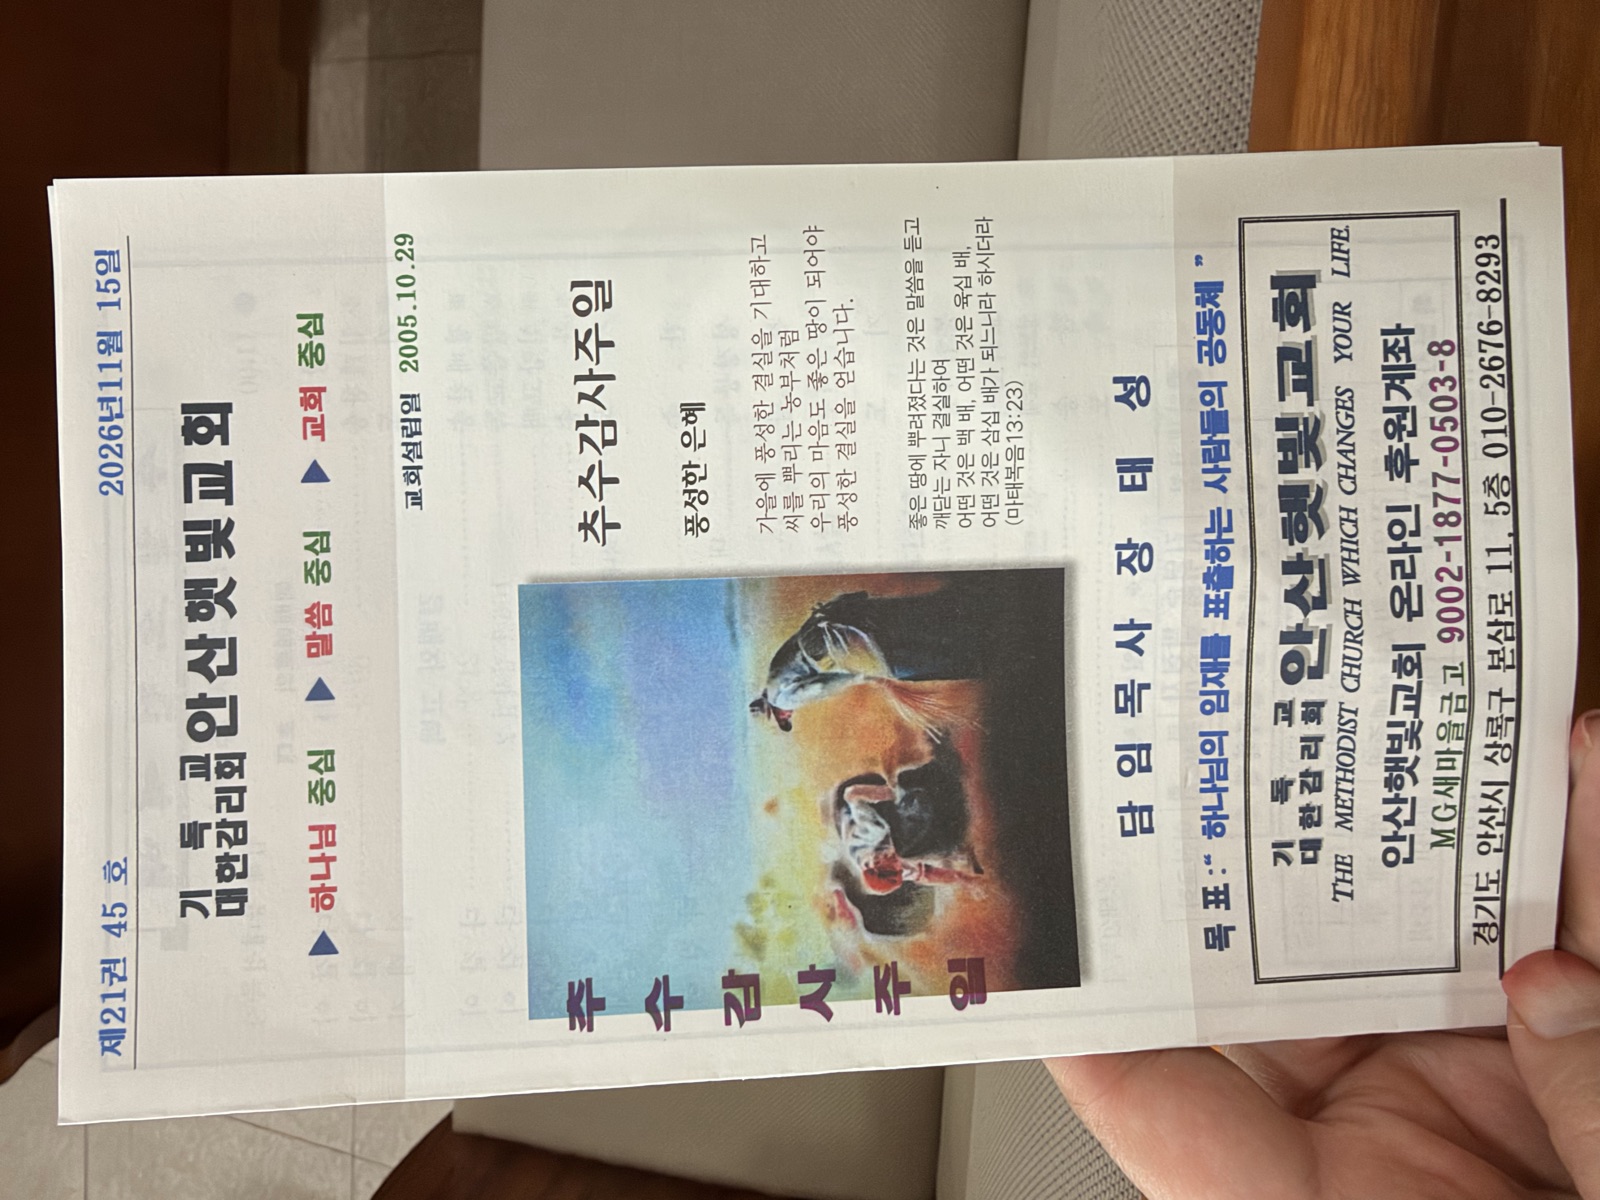 제21권 45 호
2026년11월 15일
기 독 교
대한감리회
안산햇빛교회
▶ 하나님 중심 ▶ 말씀 중심 ▶ 교회 중심
교회설립일 2005.10.29
추수감사주일
추수감사주일
풍성한 은혜
가을에 풍성한 결실을 기대하고
씨를 뿌리는 농부처럼
우리의 마음도 좋은 땅이 되어야
풍성한 결실을 얻습니다.
좋은 땅에 뿌려졌다는 것은 말씀을 듣고
깨닫는 자니 결실하여
어떤 것은 백 배, 어떤 것은 육십 배,
어떤 것은 삼십 배가 되느니라 하시더라
(마태복음13:23)
담 임 목 사 장 태 성
목 표:“ 하나님의 임재를 표출하는 사람들의 공동체 ”
기 독 교
대한감리회
안산햇빛교회
THE METHODIST CHURCH WHICH CHANGES YOUR LIFE.
안산햇빛교회 온라인 후원계좌
MG새마을금고 9002-1877-0503-8
경기도 안산시 상록구 본삼로 11, 5층 010-2676-8293